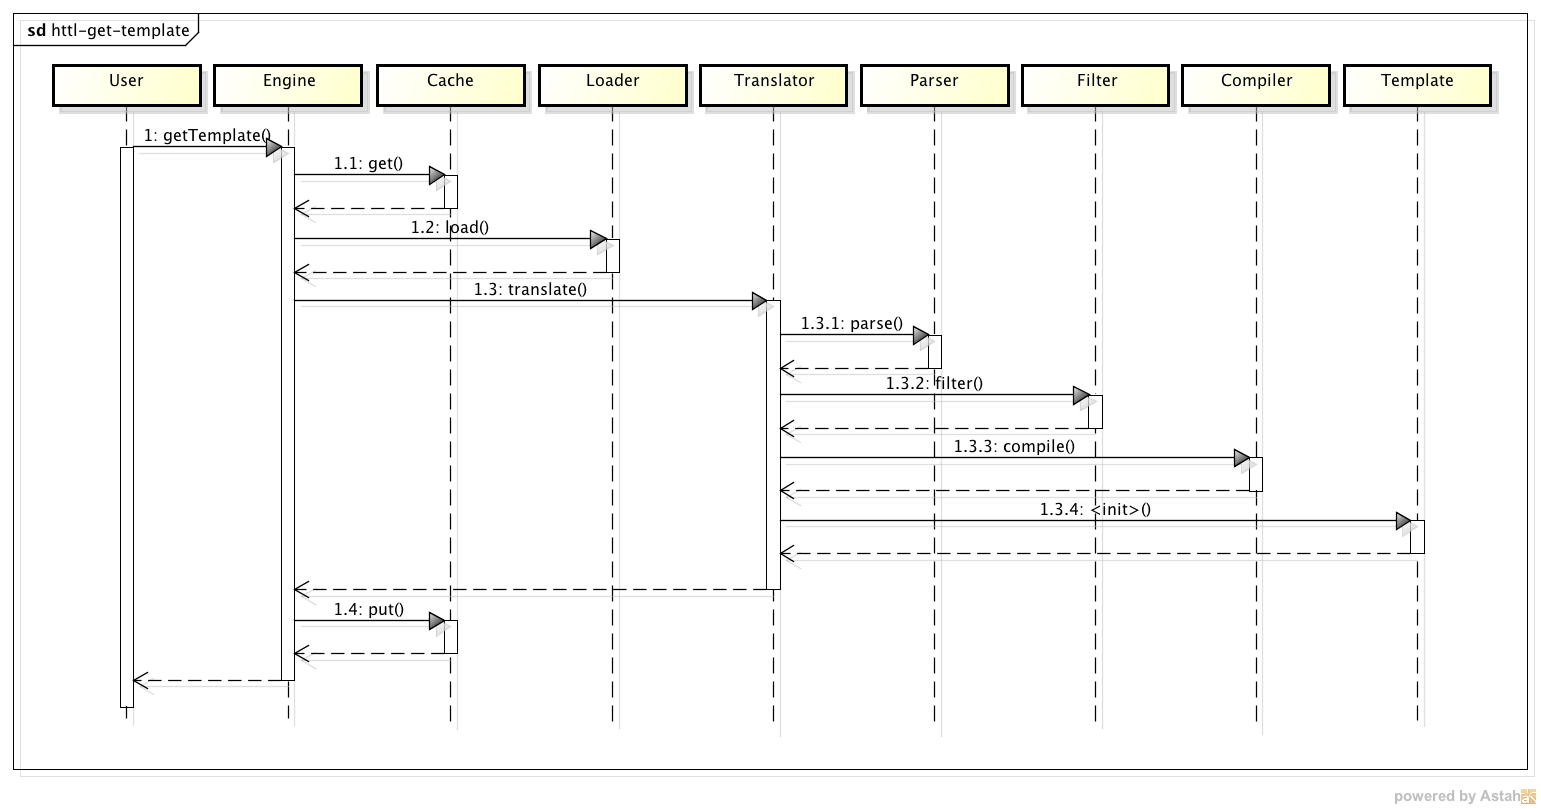 sd httl-get-template
User Engine Cache Loader Translator Parser Filter Compiler Template
1: getTemplate()
1.1: get()
1.2: load()
1.3: translate()
1.3.1: parse()
1.3.2: filter()
1.3.3: compile()
1.3.4: <init>()
1.4: put()
powered by Astah